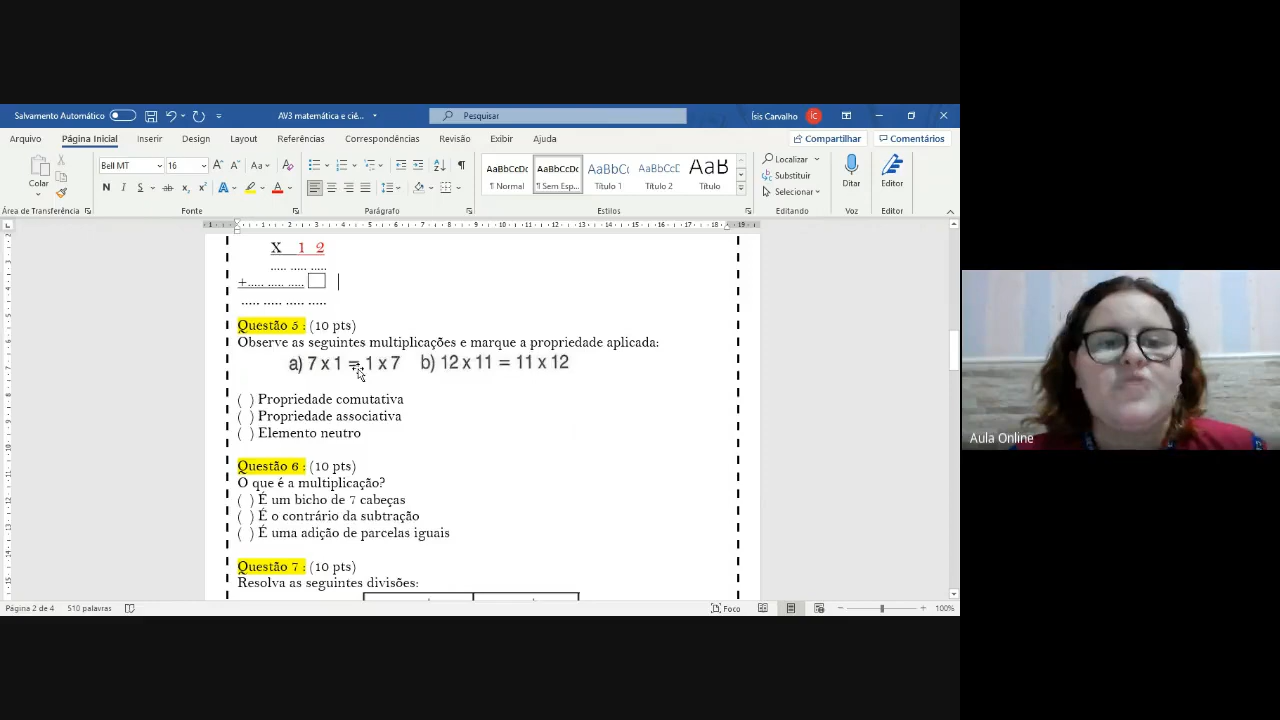 Salvamento Automático
AV3 matemática e ciê...
Pesquisar
Ísis Carvalho
IC
Arquivo
Página Inicial
Inserir
Design
Layout
Referências
Correspondências
Revisão
Exibir
Ajuda
Compartilhar
Comentários
Colar
Bell MT
16
Localizar
Substituir
Selecionar
AaBbCcDc
¶ Normal
AaBbCcDc
¶ Sem Esp...
AaBbCc
Título 1
AaBbCcD
Título 2
AaB
Título
Ditar
Editor
Área de Transferência
Fonte
Parágrafo
Estilos
Editando
Voz
Editor
X 1 2
..... ..... .....
+..... ..... .....
..... ..... ..... .....
Questão 5 : (10 pts)
Observe as seguintes multiplicações e marque a propriedade aplicada:
a) 7 x 1 = 1 x 7 b) 12 x 11 = 11 x 12
( ) Propriedade comutativa
( ) Propriedade associativa
( ) Elemento neutro
Questão 6 : (10 pts)
O que é a multiplicação?
( ) É um bicho de 7 cabeças
( ) É o contrário da subtração
( ) É uma adição de parcelas iguais
Questão 7 : (10 pts)
Resolva as seguintes divisões:
Página 2 de 4 510 palavras
Foco
100%
Aula Online